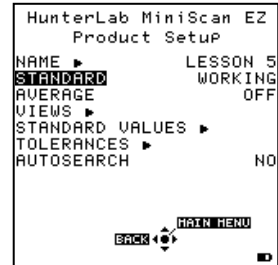 HunterLab MiniScan EZ
Product Setup
NAME ▶ LESSON 5
STANDARD WORKING
AVERAGE OFF
VIEWS ▶
STANDARD VALUES ▶
TOLERANCES ▶
AUTOSEARCH NO
MAIN MENU
BACK